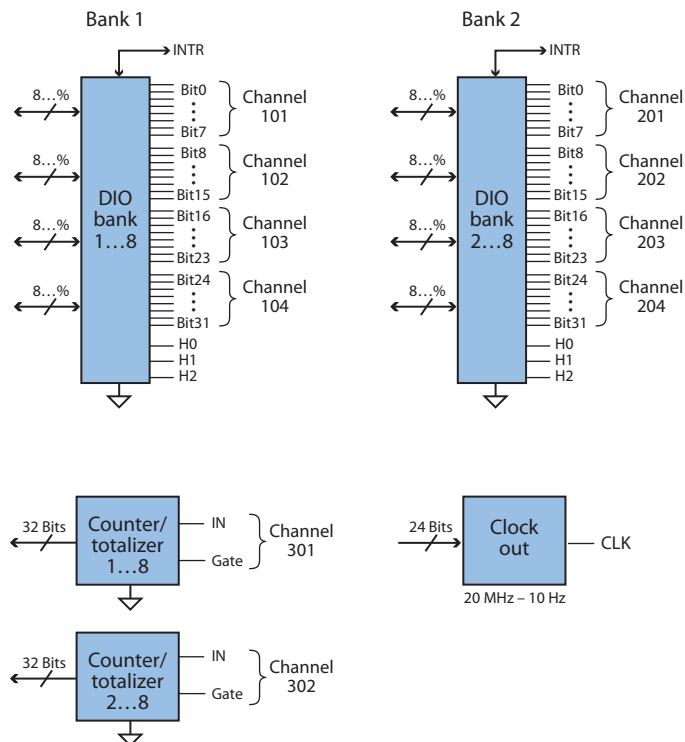 Bank 1
INTR
8...%
8...%
8...%
8...%
DIO
bank
1...8
Bit0
Bit7
Channel
101
Bit8
Bit15
Channel
102
Bit16
Bit23
Channel
103
Bit24
Bit31
Channel
104
H0
H1
H2
Bank 2
INTR
8...%
8...%
8...%
8...%
DIO
bank
2...8
Bit0
Bit7
Channel
201
Bit8
Bit15
Channel
202
Bit16
Bit23
Channel
203
Bit24
Bit31
Channel
204
H0
H1
H2
32 Bits
Counter/
totalizer
1...8
IN
Gate
Channel
301
24 Bits
Clock
out
CLK
20 MHz – 10 Hz
32 Bits
Counter/
totalizer
2...8
IN
Gate
Channel
302